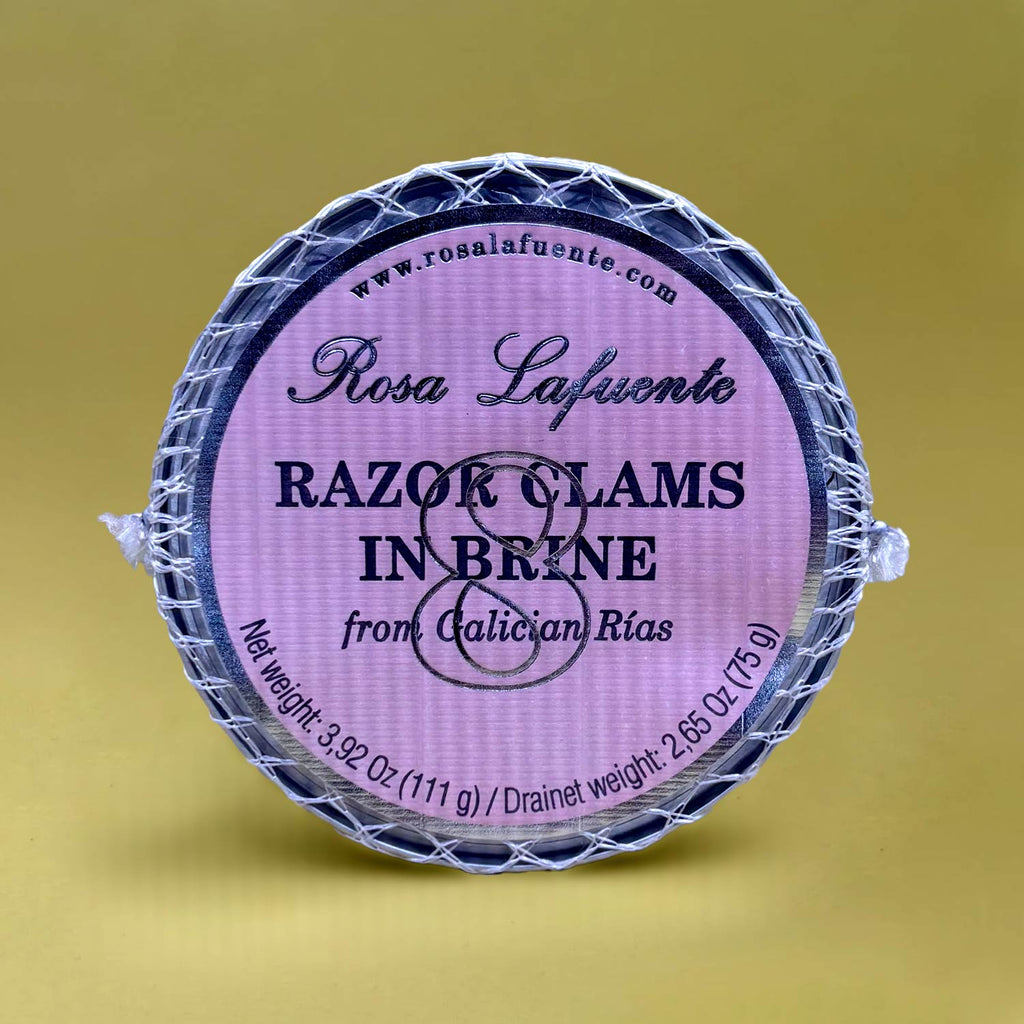 www.rosalafuente.com
Rosa Lafuente
RAZOR CLAMS
IN BRINE
8
from Galician Rías
Net weight: 3,92 Oz (111 g) / Drainet weight: 2,65 Oz (75 g)